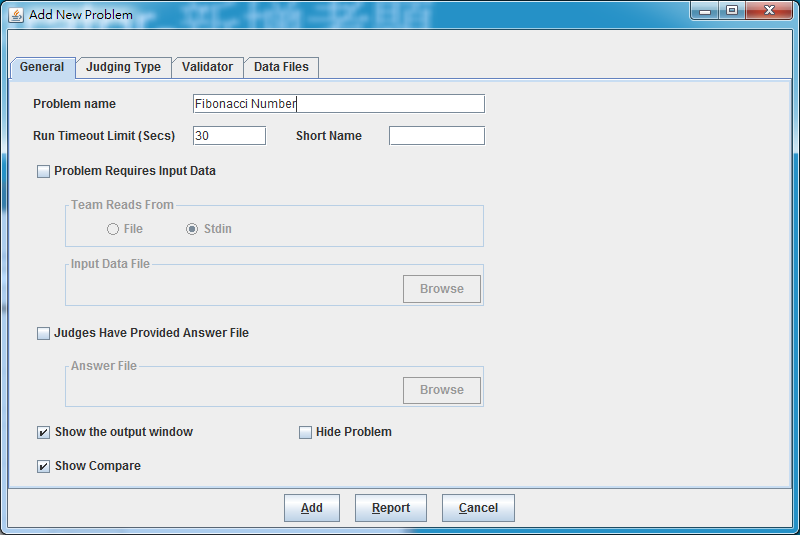 Add New Problem
General Judging Type Validator Data Files
Problem name Fibonacci Number
Run Timeout Limit (Secs) 30 Short Name
Problem Requires Input Data
Team Reads From
File Stdin
Input Data File
Browse
Judges Have Provided Answer File
Answer File
Browse
Show the output window Hide Problem
Show Compare
Add Report Cancel